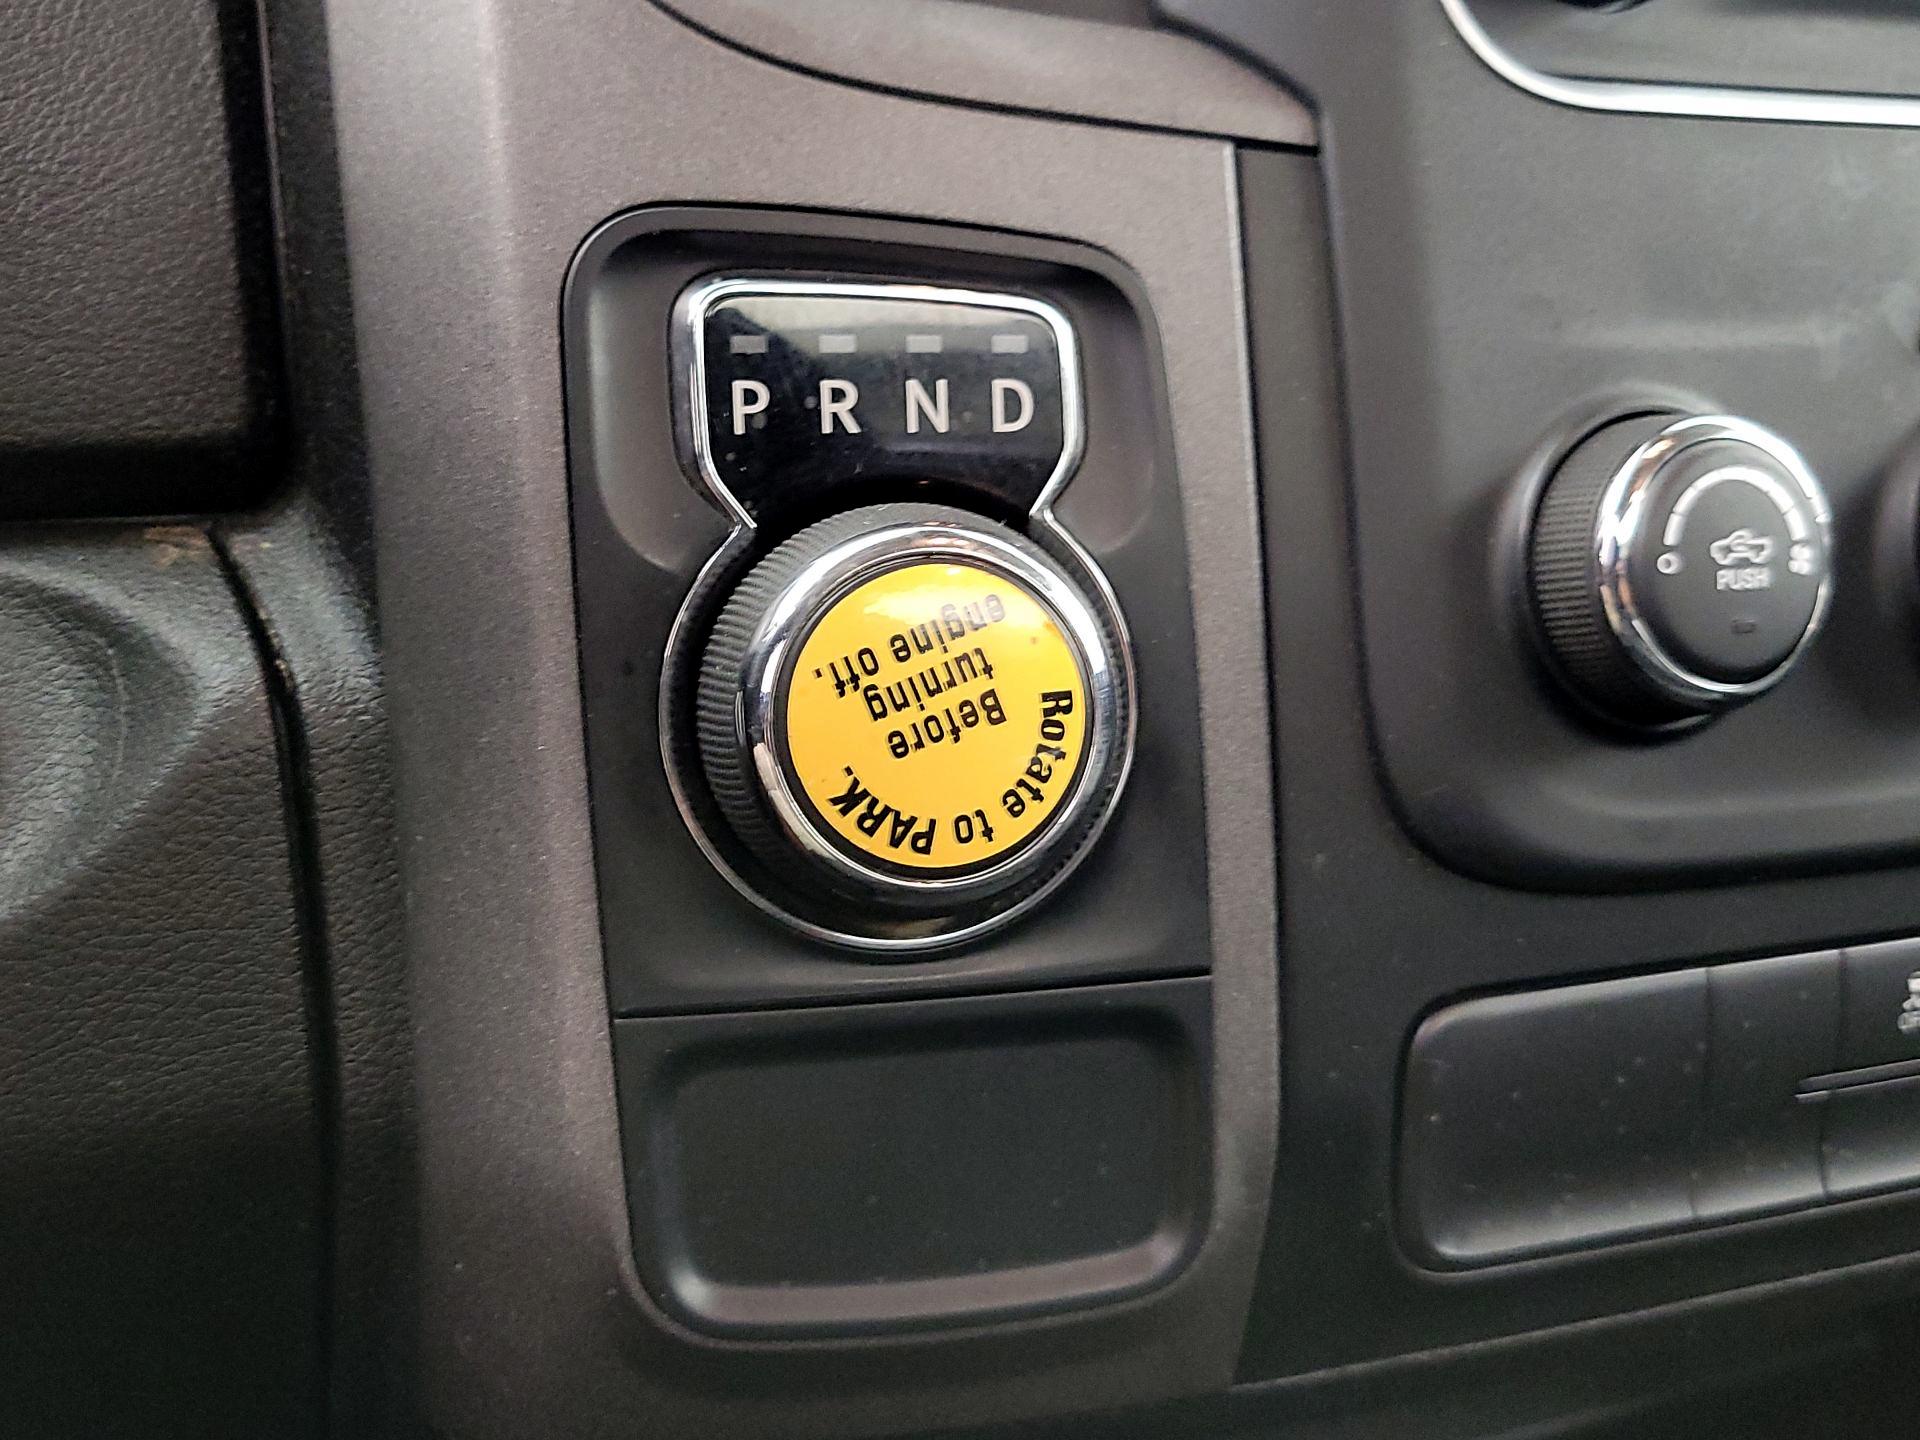 P R N D
Rotate to PARK.
Before
turning
engine off.
PUSH